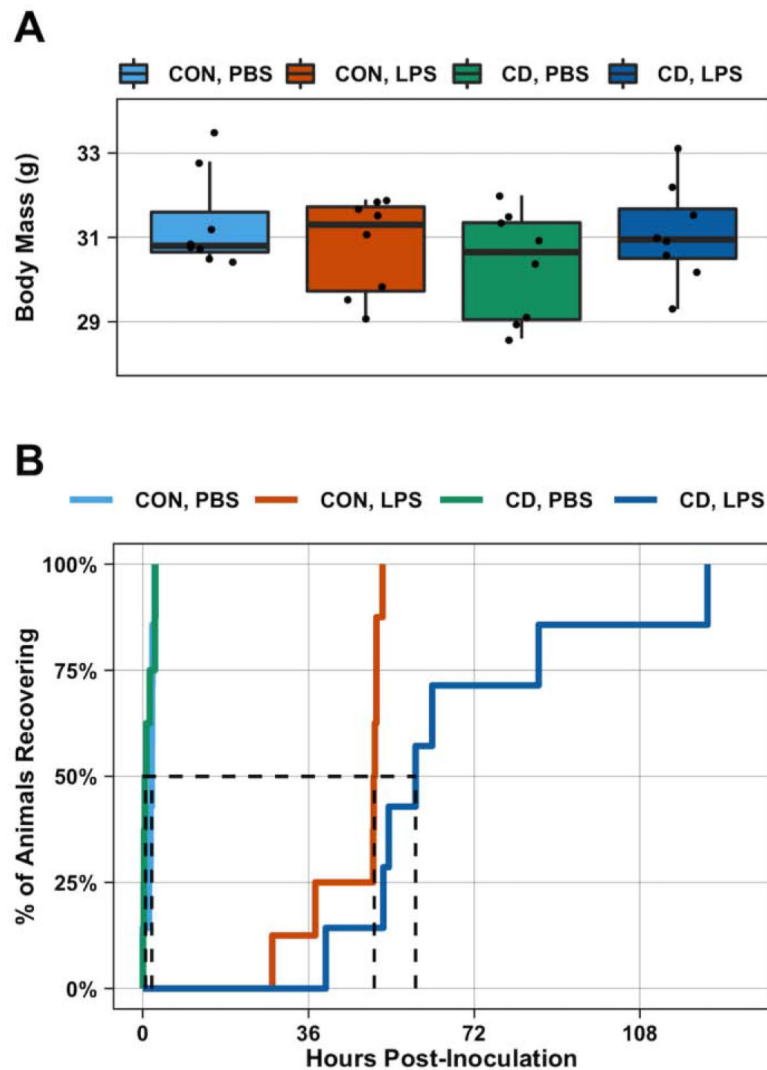 A
CON, PBS CON, LPS CD, PBS CD, LPS
33
31
29
Body Mass (g)
B
CON, PBS CON, LPS CD, PBS CD, LPS
100%
75%
50%
25%
0%
% of Animals Recovering
0 36 72 108
Hours Post-Inoculation